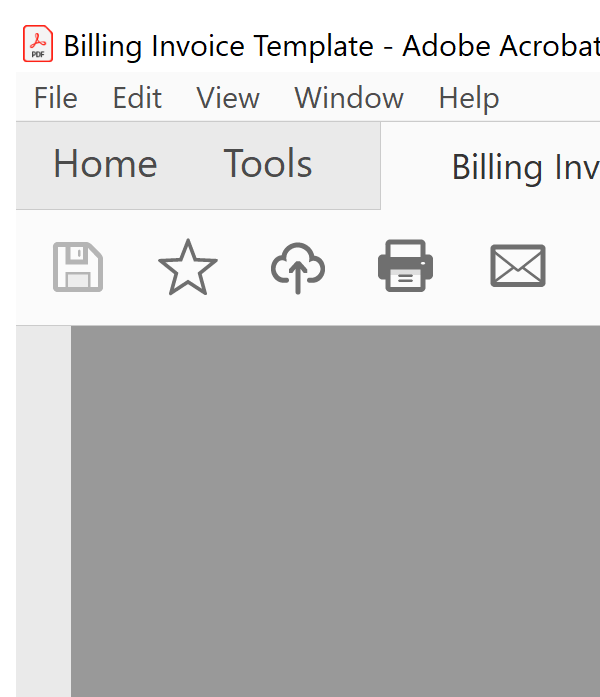 PDF
Billing Invoice Template - Adobe Acrobat
File Edit View Window Help
Home Tools Billing Inv